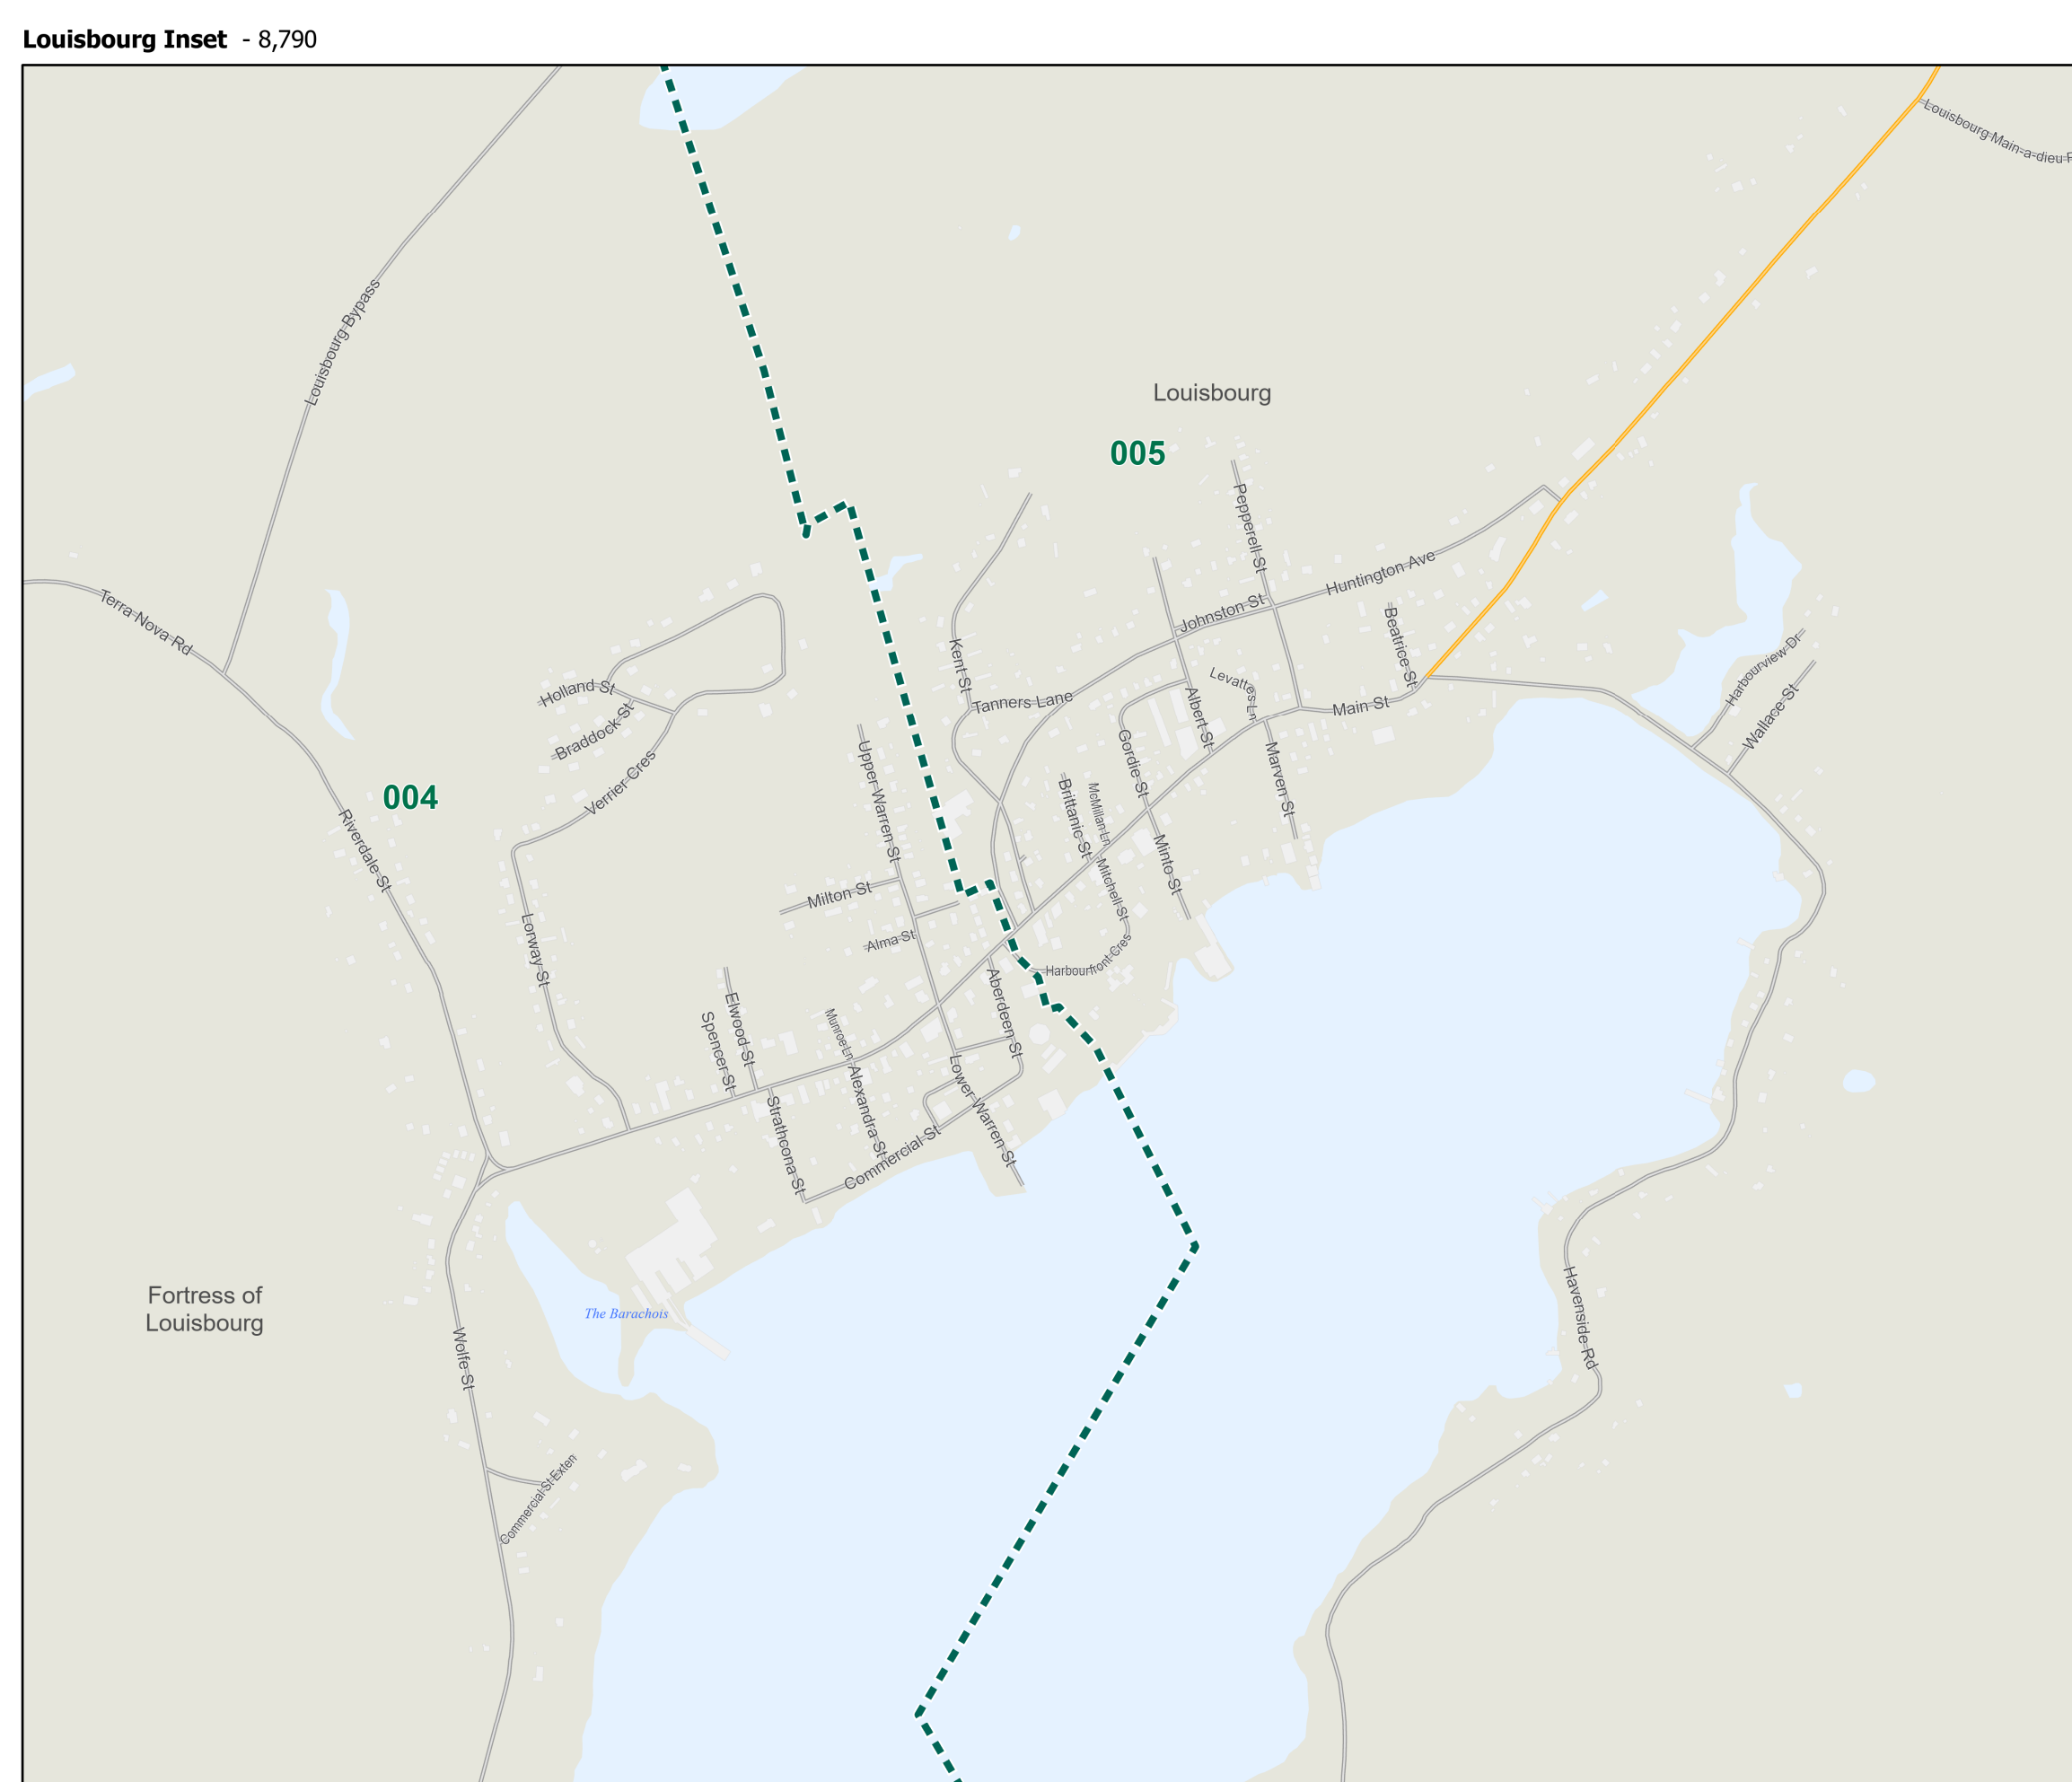 Louisbourg Inset - 8,790
Louisbourg Main-a-dieu
Louisbourg Bypass
Louisbourg
005
Pepperell St
Huntington Ave
Terra Nova Rd
Johnston St
Beatrice St
Kent St
Levattes Ln
Harbourview Dr
Holland St
Tanners Lane
Albert St
Main St
Wallace St
Braddock St
Gordie St
Upper Warren St
Marven St
Verrier Cres
004
Brittanic St
McMillan Ln
Riverdale St
Minto St
Mitchell St
Milton St
Lorway St
Alma St
Harbourfront Cres
Aberdeen St
Elwood St
Spencer St
Munroe Ln
Lower Warren St
Alexandra St
Strathcona St
Commercial St
Fortress of
Louisbourg
The Barachois
Havenside Rd
Wolfe St
Commercial St Exten